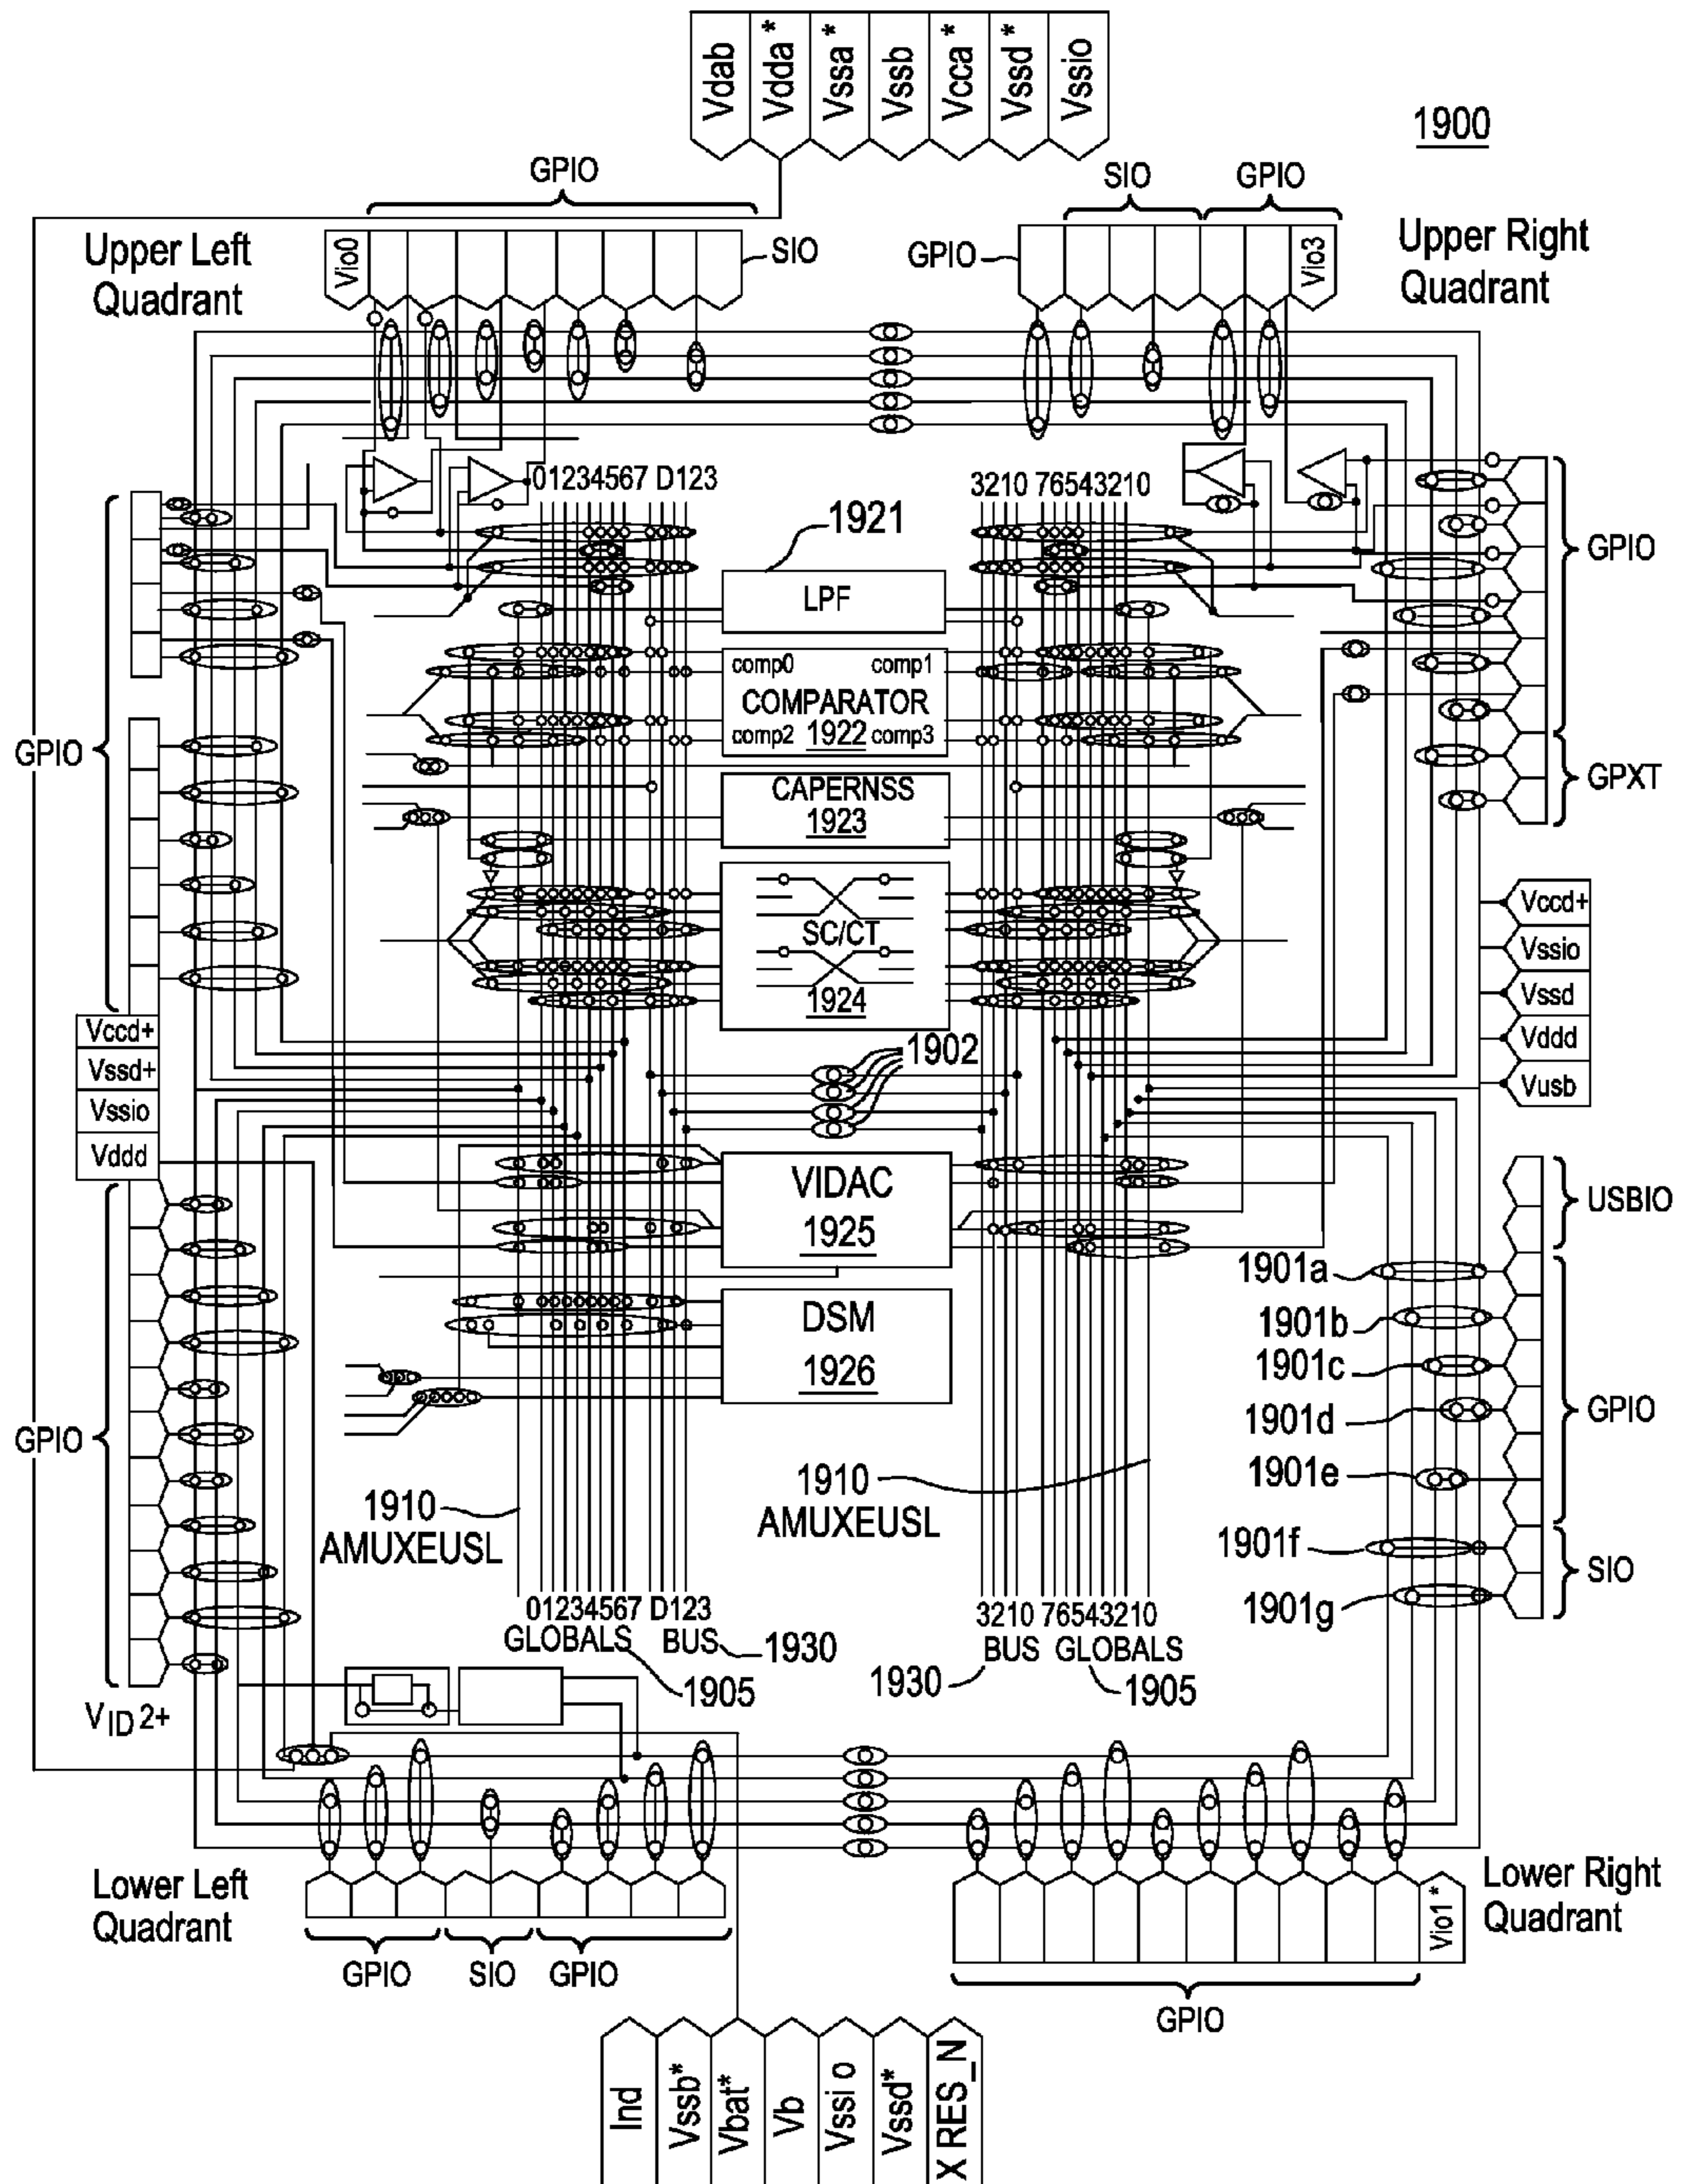 Vdab
Vdda *
Vssa *
Vssb
Vcca *
Vssd *
Vssio
1900
GPIO
SIO
GPIO
Upper Left
Quadrant
Vio0
SIO
GPIO
Vio3
Upper Right
Quadrant
01234567 D123
3210 76543210
1921
GPIO
LPF
comp0
comp1
COMPARATOR
comp2
1922
comp3
GPIO
GPXT
CAPERNSS
1923
SC/CT
1924
Vccd+
Vssio
Vssd
Vddd
Vusb
Vccd+
Vssd+
Vssio
Vddd
1902
VIDAC
1925
USBIO
1901a
DSM
1926
1901b
1901c
1901d
GPIO
GPIO
1901e
1910
AMUXEUSL
1910
AMUXEUSL
1901f
SIO
1901g
01234567 D123
GLOBALS
BUS
1930
1905
3210 76543210
BUS GLOBALS
1930
1905
VID 2+
Lower Left
Quadrant
Lower Right
Quadrant
Vio1 *
GPIO
SIO
GPIO
GPIO
Ind
Vssb*
Vbat*
Vb
Vssi o
Vssd*
X RES_N